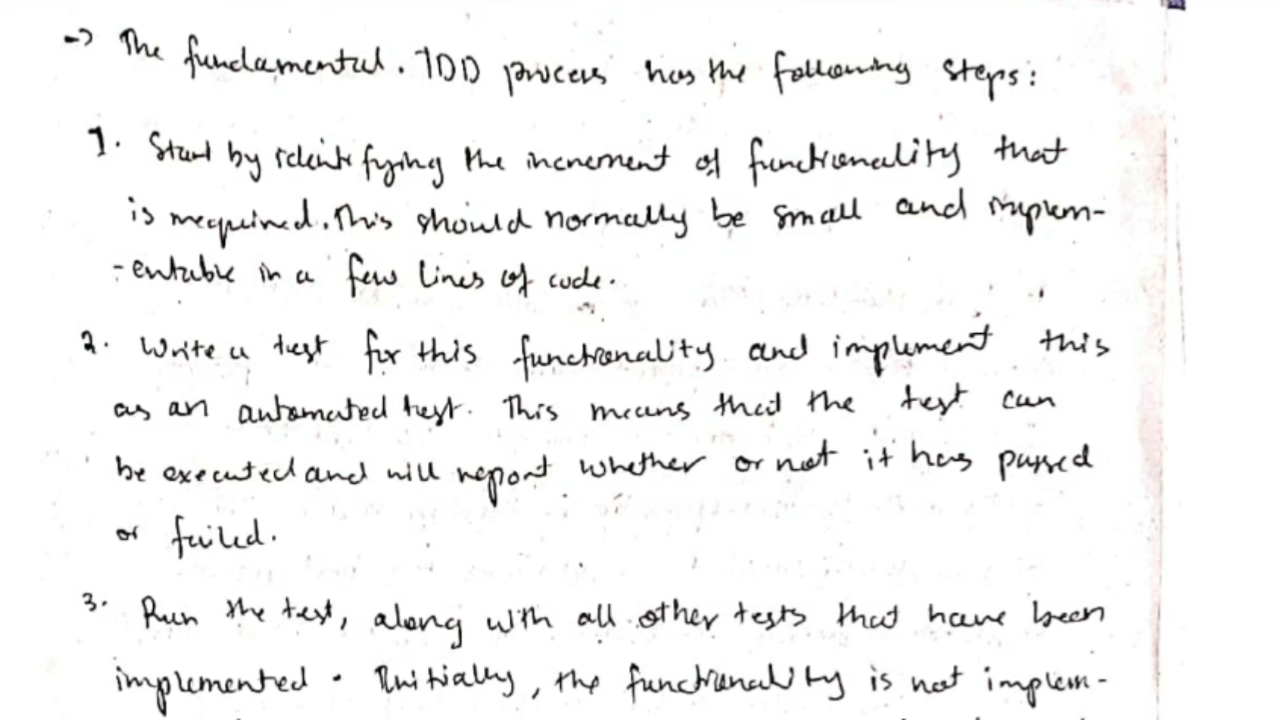 → The fundamental. TDD process has the following steps:
1. Start by identifying the increment of functionality that
is required. This should normally be small and implem-
-entable in a few lines of code.
2. Write a test for this functionality and implement this
as an automated test. This means that the test can
be executed and will report whether or not it has passed
or failed.
3. Run the test, along with all other tests that have been
implemented. Initially, the functionality is not implem-